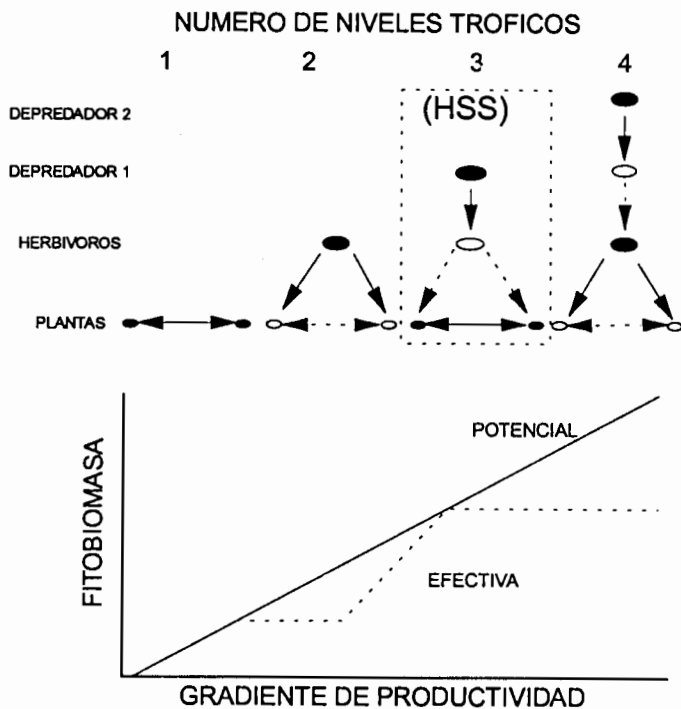 NUMERO DE NIVELES TROFICOS
1 2 3 4
(HSS)
DEPREDADOR 2
DEPREDADOR 1
HERBIVOROS
PLANTAS
POTENCIAL
EFECTIVA
FITOBIOMASA
GRADIENTE DE PRODUCTIVIDAD